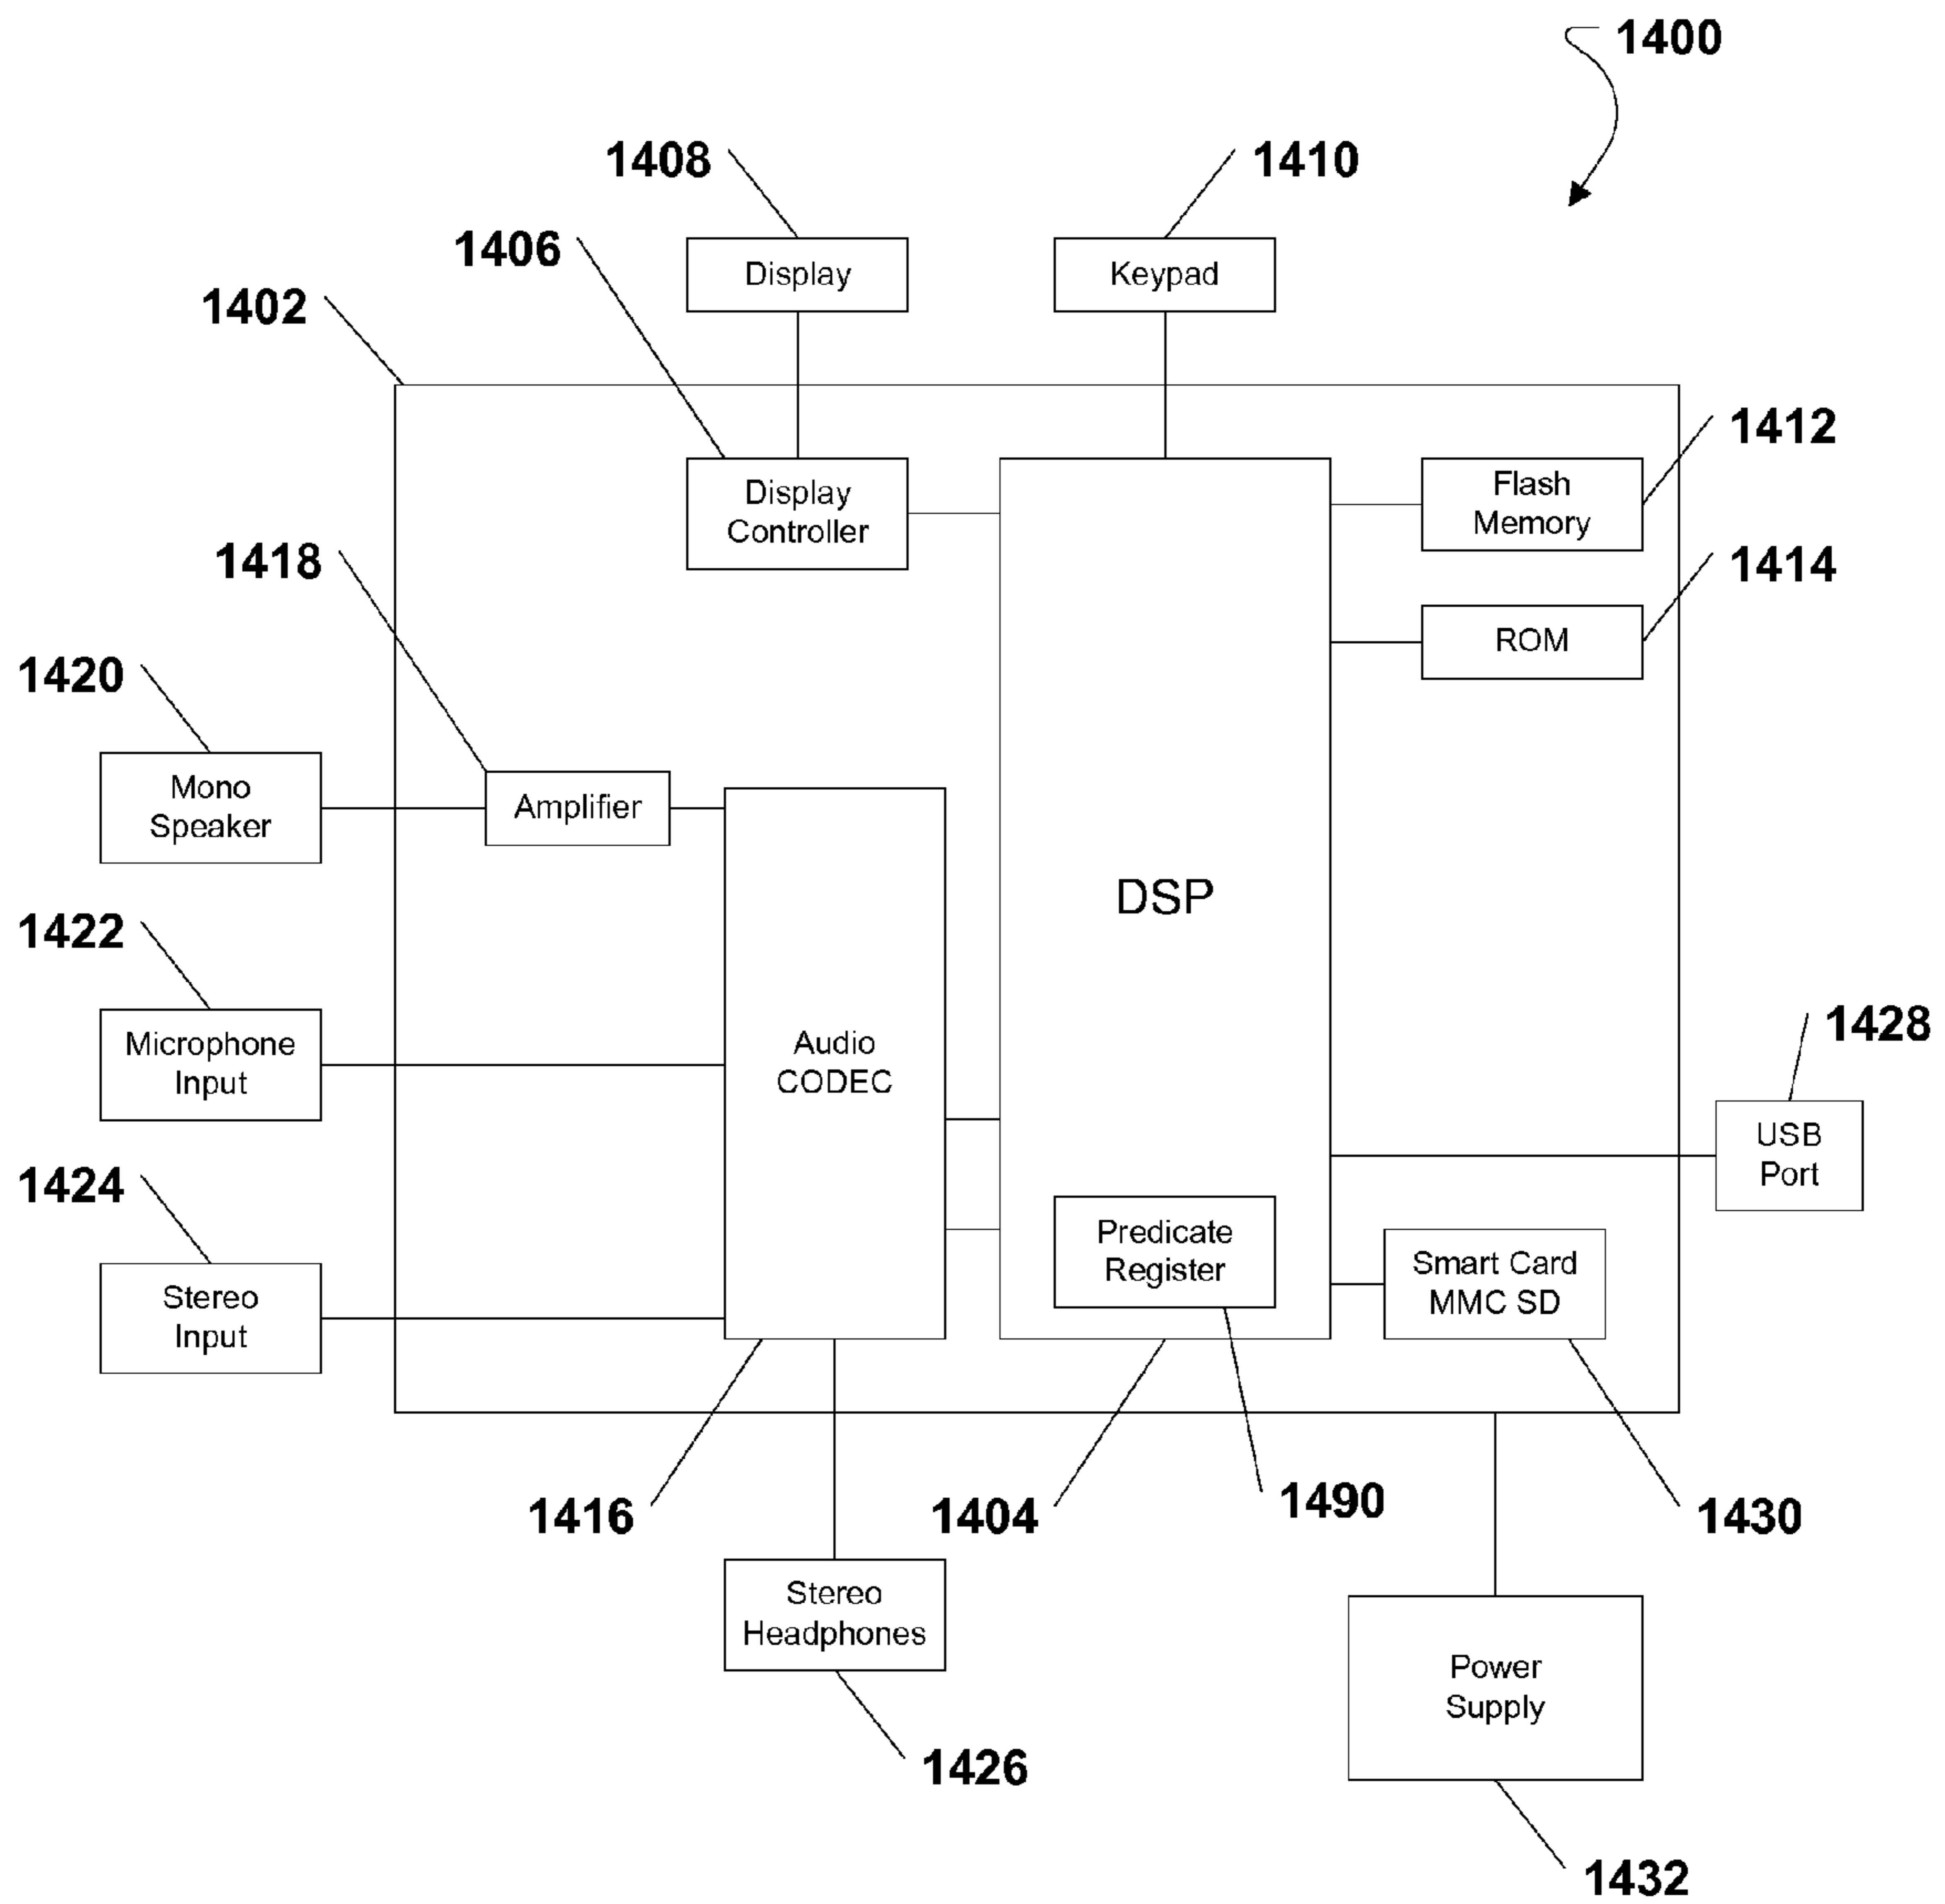 1400
1408
1410
1406
Display
Keypad
1402
1412
Display
Controller
Flash
Memory
1418
1414
ROM
1420
Mono
Speaker
Amplifier
DSP
1422
Microphone
Input
Audio
CODEC
1428
USB
Port
1424
Predicate
Register
Smart Card
MMC SD
Stereo
Input
1416
1404
1490
1430
Stereo
Headphones
Power
Supply
1426
1432